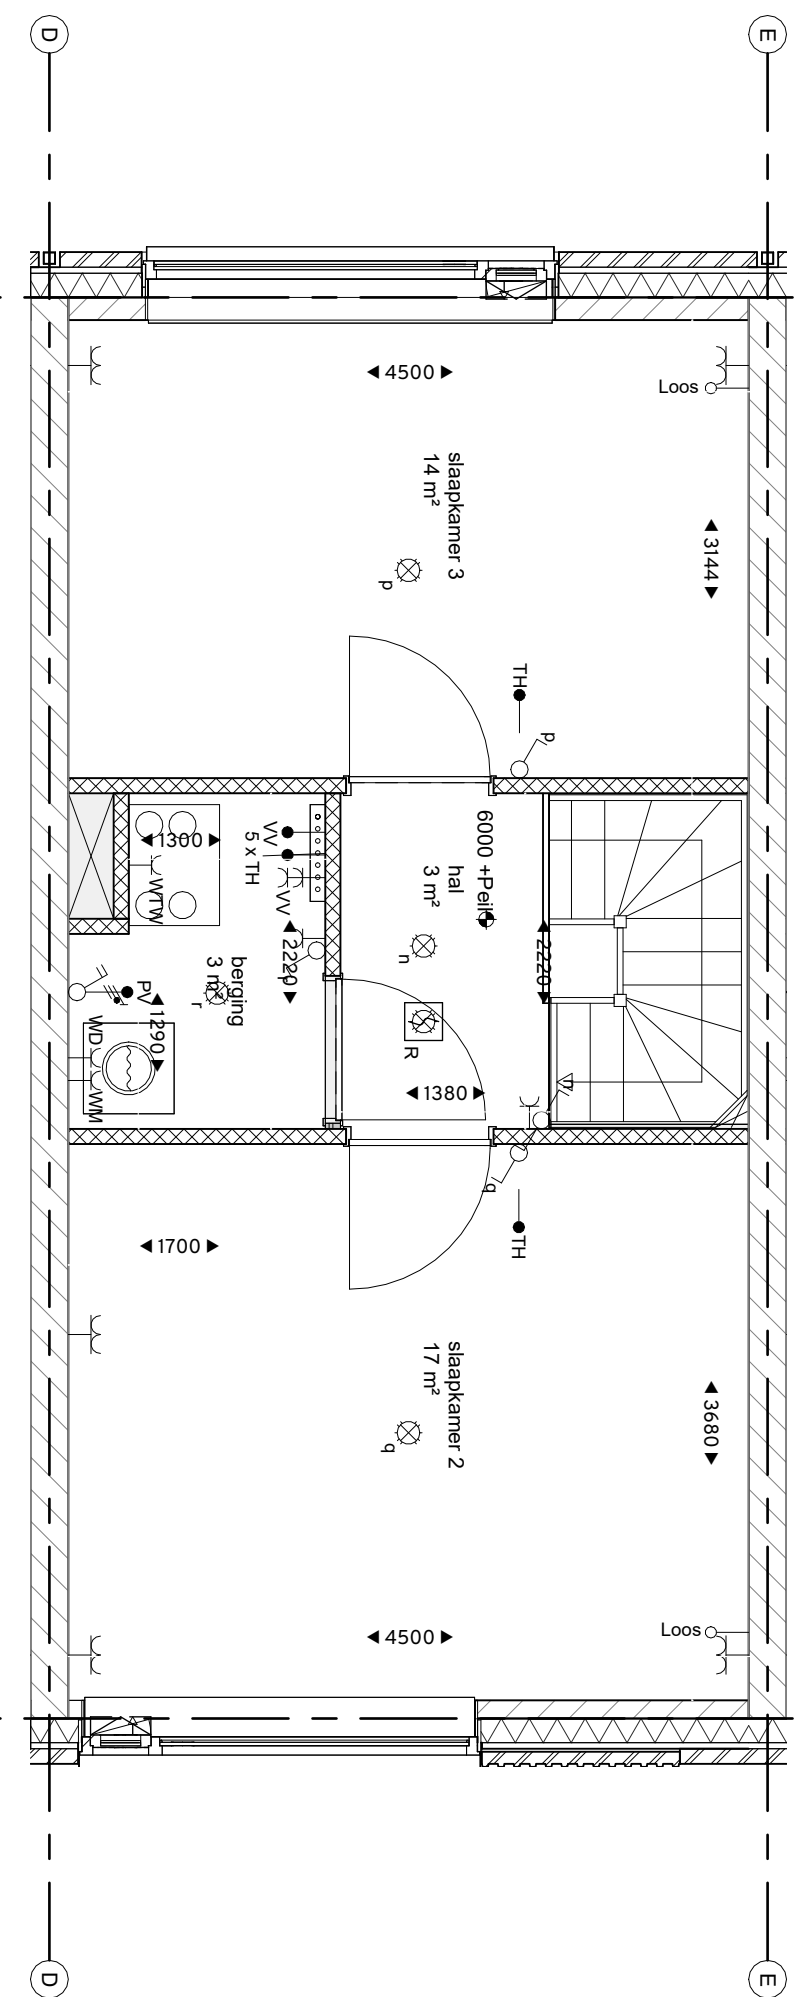 D
E
4500
Loos
slaapkamer 3
14 m²
3144
p
TH
p
1300
WTW
VV
5 x TH
VV
6000 +Peil
hal
3 m²
n
2220
2220
berging
3 m²
r
r
PV
1290
WD
WM
R
1380
n
q
TH
1700
slaapkamer 2
17 m²
q
3680
4500
Loos
D
E